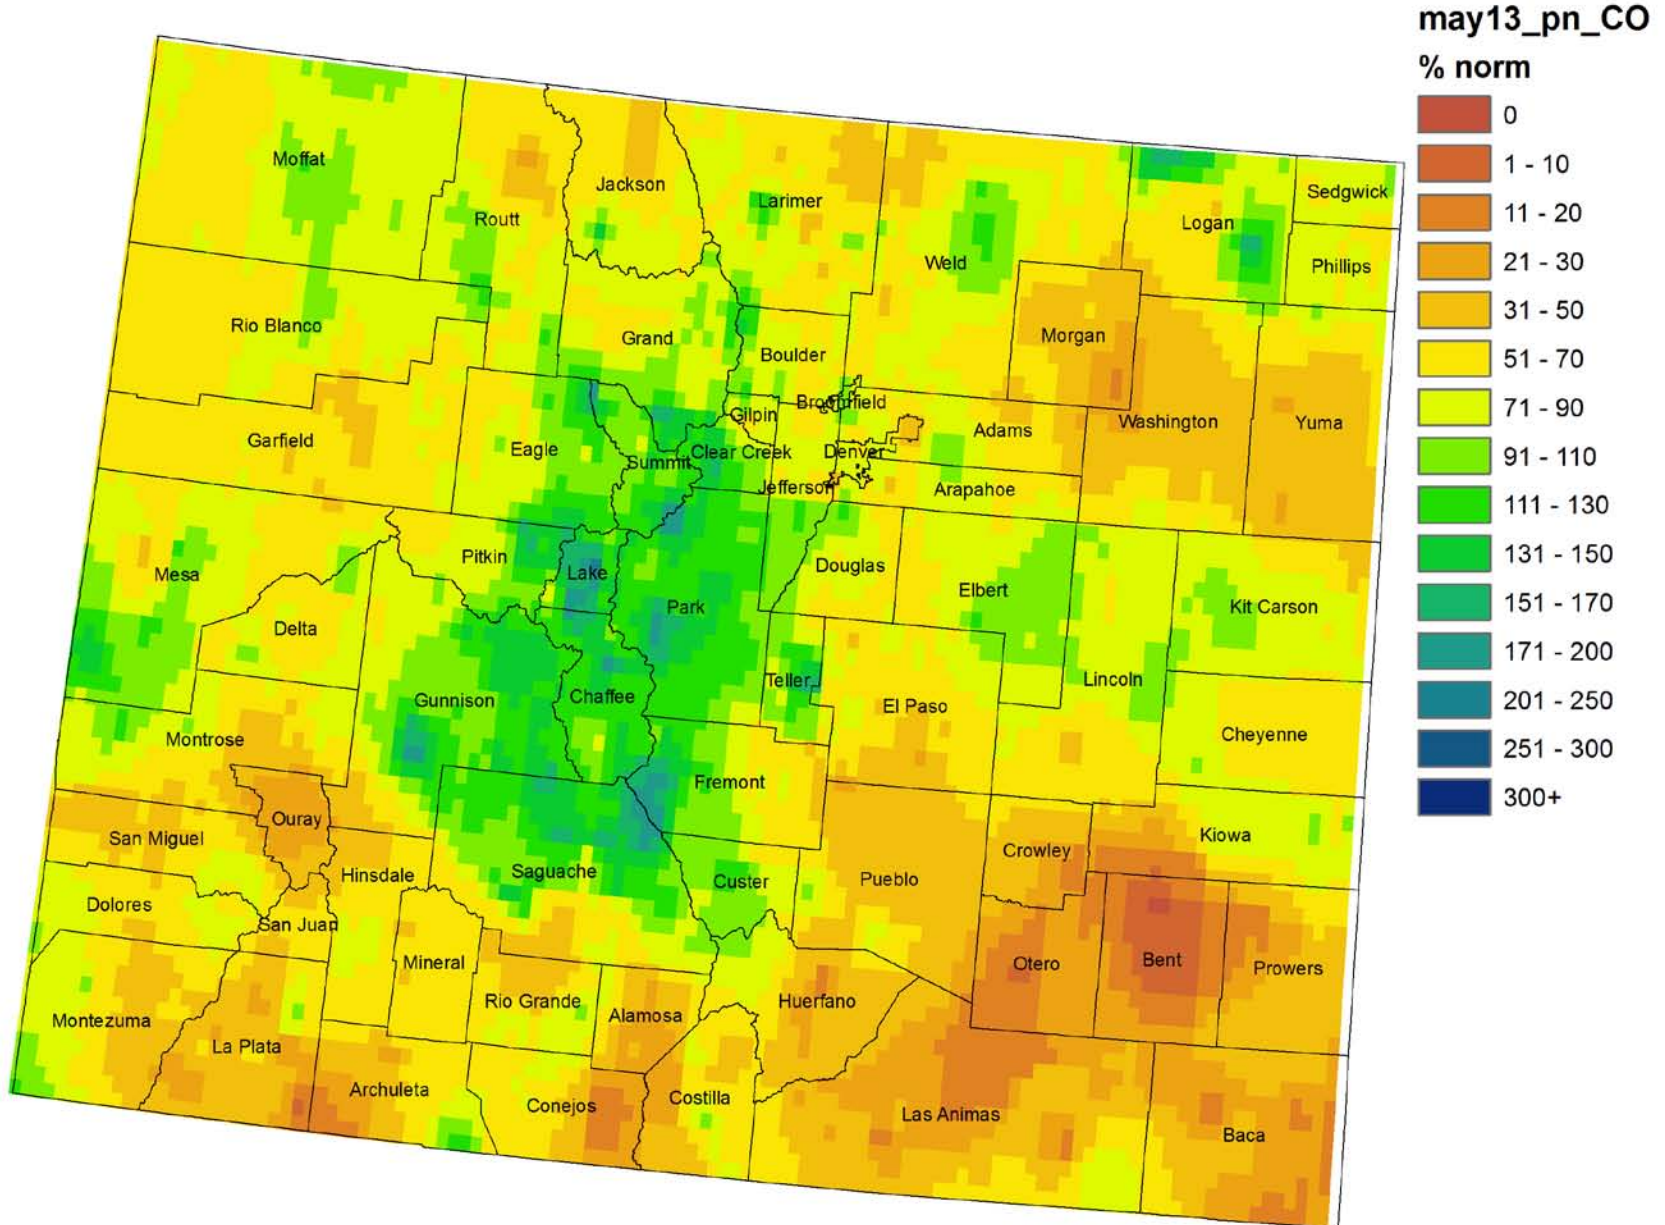 may13_pn_CO
% norm
0
1 - 10
11 - 20
21 - 30
31 - 50
51 - 70
71 - 90
91 - 110
111 - 130
131 - 150
151 - 170
171 - 200
201 - 250
251 - 300
300+
Moffat
Jackson
Routt
Larimer
Sedgwick
Logan
Weld
Phillips
Rio Blanco
Grand
Boulder
Morgan
Broomfield
Gilpin
Garfield
Eagle
Summit
Clear Creek
Denver
Adams
Washington
Yuma
Jefferson
Arapahoe
Mesa
Pitkin
Lake
Douglas
Elbert
Park
Kit Carson
Delta
Gunnison
Chaffee
Teller
El Paso
Lincoln
Montrose
Cheyenne
Fremont
Ouray
San Miguel
Hinsdale
Saguache
Custer
Pueblo
Crowley
Kiowa
Dolores
San Juan
Mineral
Rio Grande
Alamosa
Huerfano
Otero
Bent
Prowers
Montezuma
La Plata
Archuleta
Conejos
Costilla
Las Animas
Baca